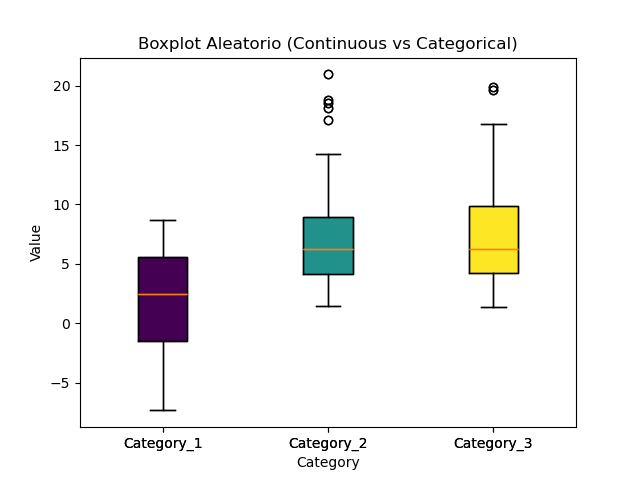 Boxplot Aleatorio (Continuous vs Categorical)
Value
20
15
10
5
0
−5
Category_1 Category_2 Category_3
Category